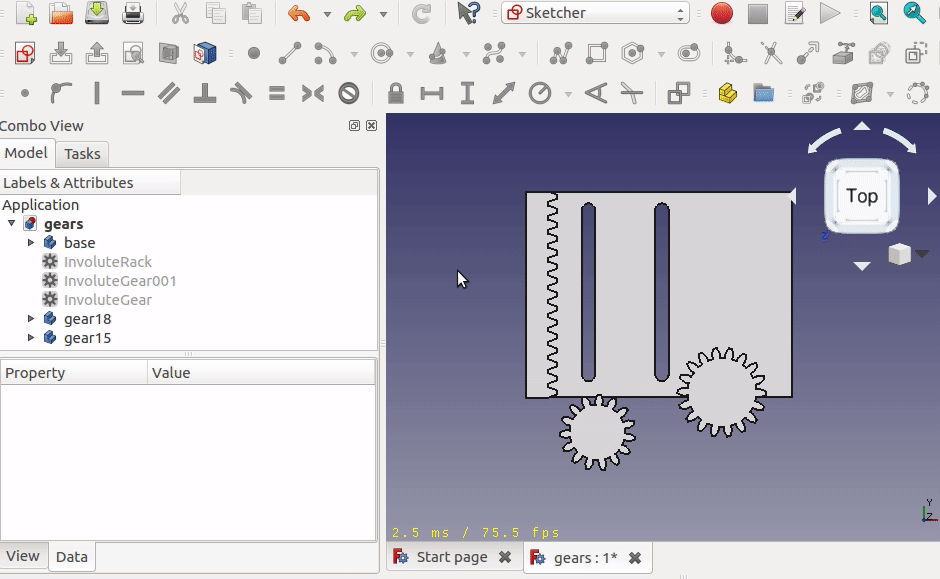 Sketcher
Combo View
Model
Tasks
Labels & Attributes
Application
gears
base
InvoluteRack
InvoluteGear001
InvoluteGear
gear18
gear15
Property
Value
View
Data
Top
Z
Y
Z
2.5 ms / 75.5 fps
Start page
gears : 1*